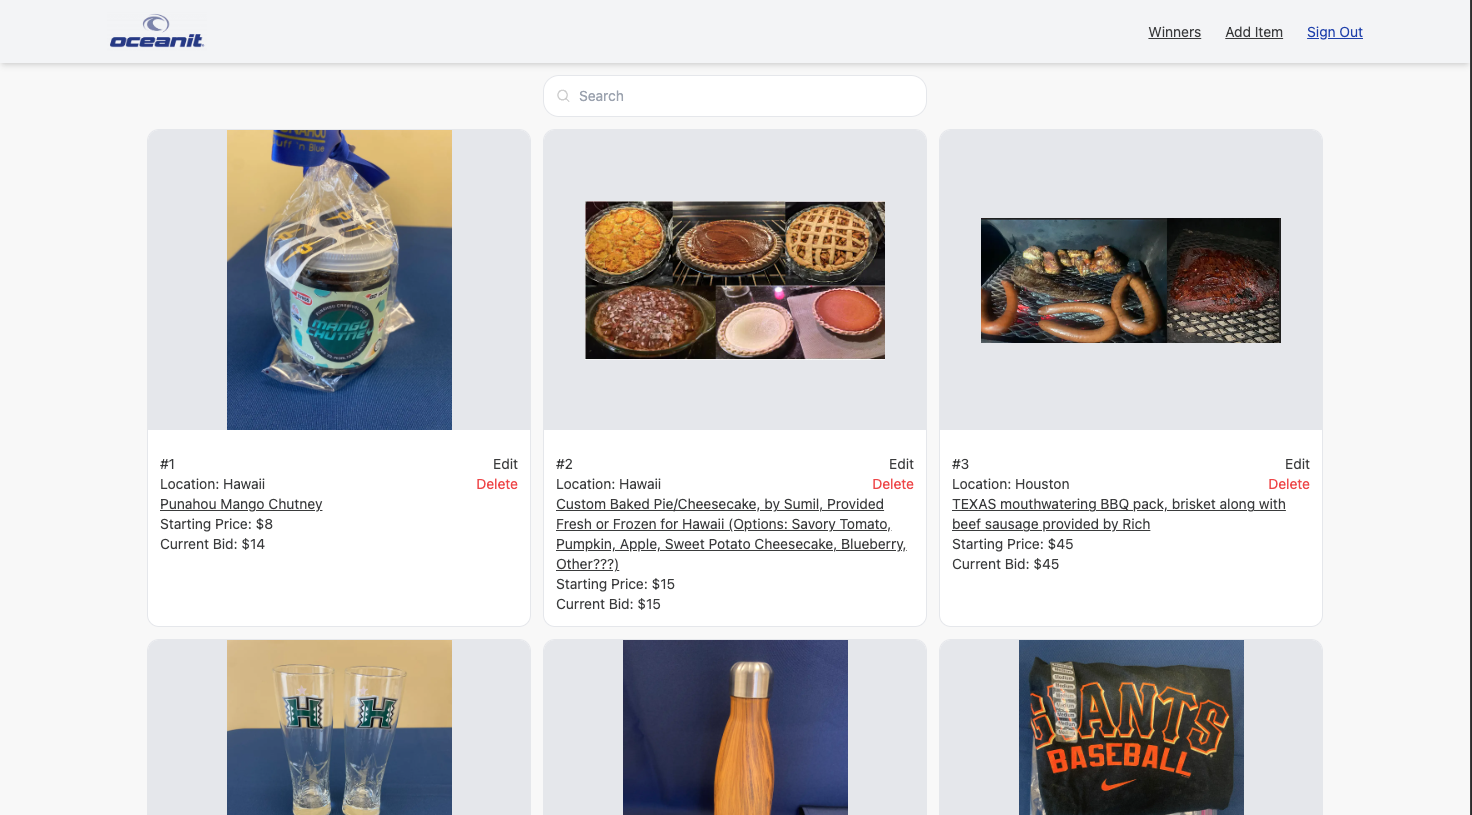 oceanit
Winners
Add Item
Sign Out
Search
Puff 'n Blue
MANGO
CHUTNEY
#1
Edit
Location: Hawaii
Delete
Punahou Mango Chutney
Starting Price: $8
Current Bid: $14
#2
Edit
Location: Hawaii
Delete
Custom Baked Pie/Cheesecake, by Sumil, Provided
Fresh or Frozen for Hawaii (Options: Savory Tomato,
Pumpkin, Apple, Sweet Potato Cheesecake, Blueberry,
Other???)
Starting Price: $15
Current Bid: $15
#3
Edit
Location: Houston
Delete
TEXAS mouthwatering BBQ pack, brisket along with
beef sausage provided by Rich
Starting Price: $45
Current Bid: $45
H
H
GIANTS
BASEBALL